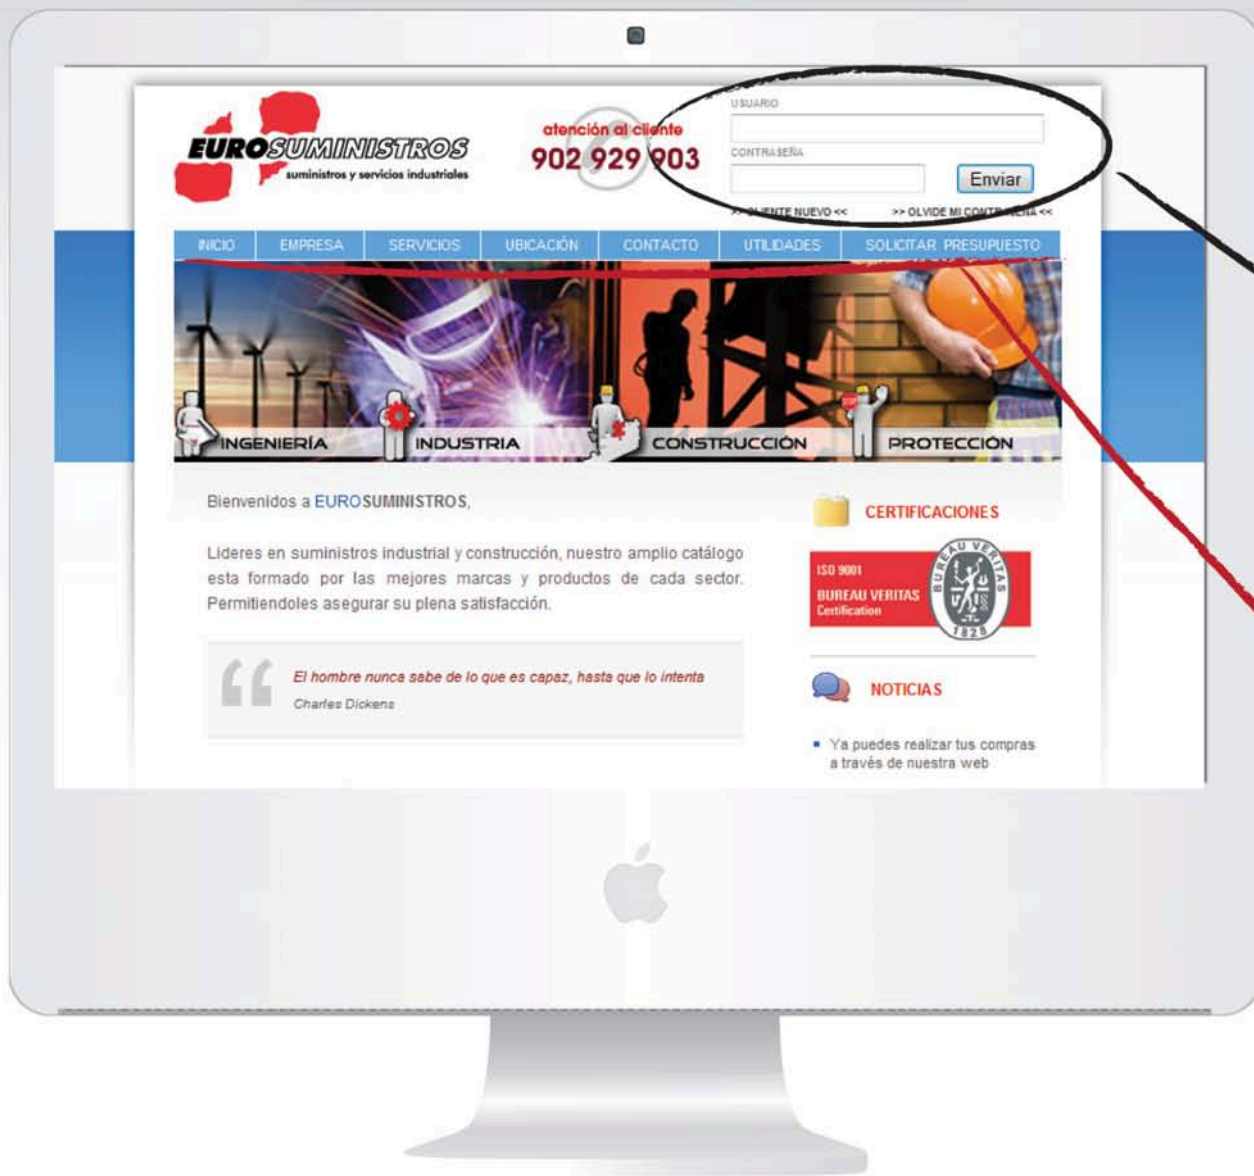 EUROSUMINISTROS
suministros y servicios industriales
atención al cliente
902 929 903
USUARIO
CONTRASEÑA
Enviar
>> CLIENTE NUEVO << >> OLVIDE MI CONTRASEÑA <<
INICIO EMPRESA SERVICIOS UBICACIÓN CONTACTO UTILIDADES SOLICITAR PRESUPUESTO
STOP
INGENIERÍA INDUSTRIA CONSTRUCCIÓN PROTECCIÓN
Bienvenidos a EUROSUMINISTROS,
Lideres en suministros industrial y construcción, nuestro amplio catálogo
esta formado por las mejores marcas y productos de cada sector.
Permitiendoles asegurar su plena satisfacción.
El hombre nunca sabe de lo que es capaz, hasta que lo intenta
Charles Dickens
CERTIFICACIONES
ISO 9001
BUREAU VERITAS
Certification
BUREAU VERITAS
1828
NOTICIAS
Ya puedes realizar tus compras
a través de nuestra web